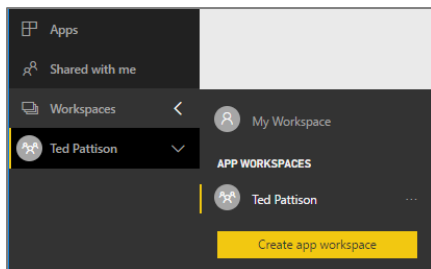 Apps
Shared with me
Workspaces
Ted Pattison
My Workspace
APP WORKSPACES
Ted Pattison
Create app workspace